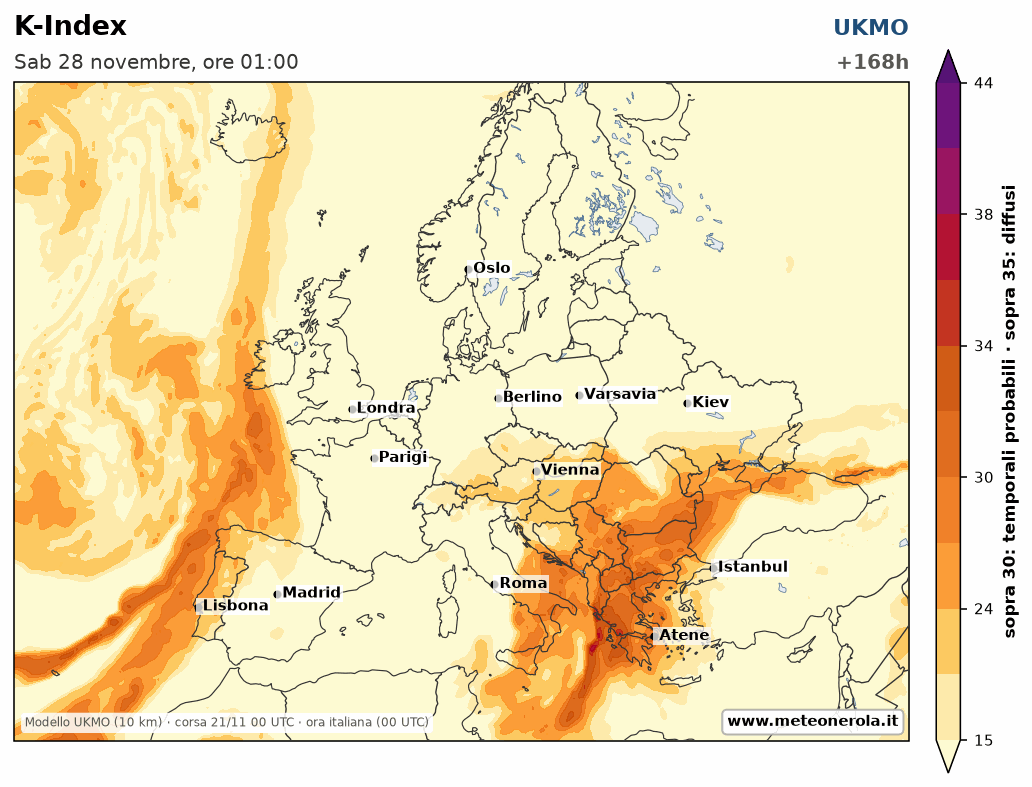 K-Index
UKMO
Sab 28 novembre, ore 01:00
+168h
44
38
34
30
24
15
sopra 30: temporali probabili · sopra 35: diffusi
Oslo
Berlino
Varsavia
Kiev
Londra
Parigi
Vienna
Istanbul
Roma
Madrid
Lisbona
Atene
Modello UKMO (10 km) · corsa 21/11 00 UTC · ora italiana (00 UTC)
www.meteonerola.it